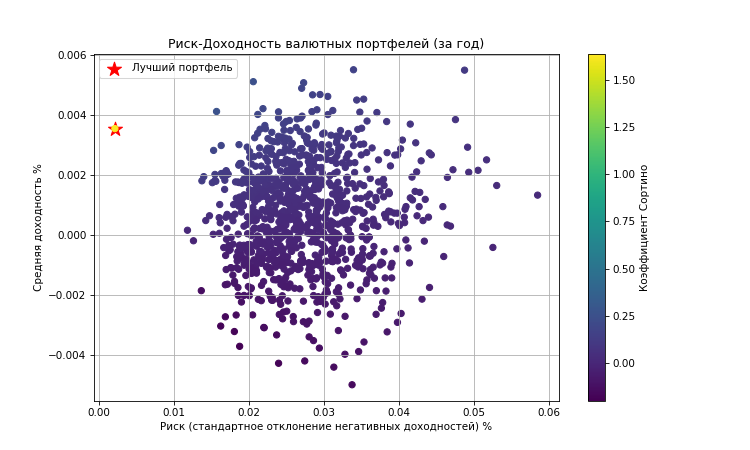 Риск-Доходность валютных портфелей (за год)
Лучший портфель
0.006
0.004
0.002
0.000
−0.002
−0.004
Средняя доходность %
0.00 0.01 0.02 0.03 0.04 0.05 0.06
Риск (стандартное отклонение негативных доходностей) %
1.50
1.25
1.00
0.75
0.50
0.25
0.00
Коэффициент Сортино